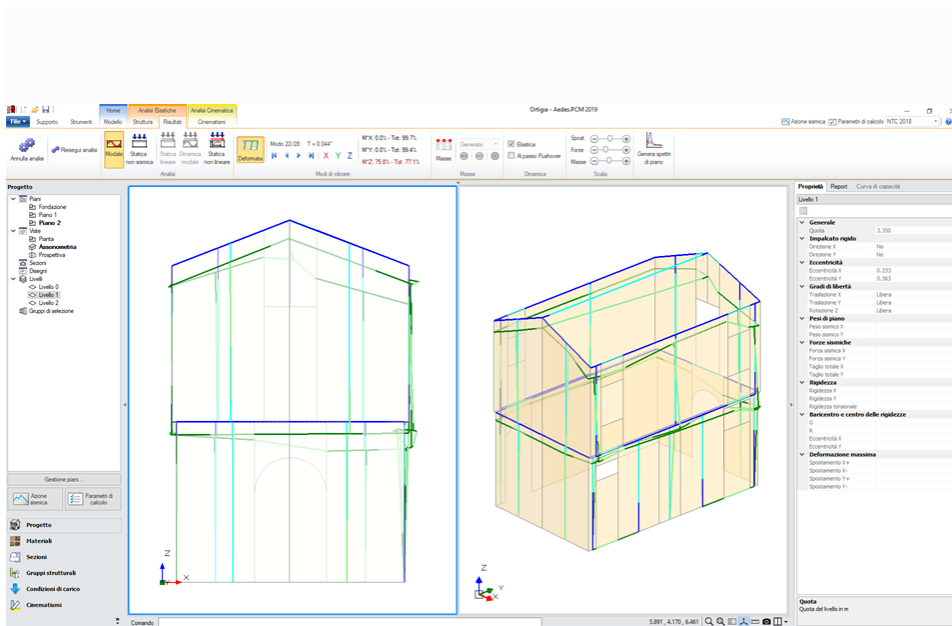 Ortigia - Aedes.PCM 2019
Home Analisi Elastiche Analisi Cinematica
File Supporto Strumenti Modello Struttura Risultati Cinematismi
Azione sismica Parametri di calcolo NTC 2018
Annulla analisi
Riesegui analisi
Modale
Statica non sismica
Statica lineare
Dinamica modale
Statica non lineare
Analisi
Deformata
Modo 22/28 T = 0.044"
X Y Z
M*X: 0.0% - Tot: 99.7%
M*Y: 0.0% - Tot: 99.4%
M*Z: 75.8% - Tot: 77.1%
Modi di vibrare
Masse
Generate
Masse
Elastica
Al passo Pushover
Dinamica
Spost.
Forze
Masse
Scala
Genera spettri di piano
Progetto
Piani
Fondazione
Piano 1
Piano 2
Viste
Pianta
Assonometria
Prospettiva
Sezioni
Disegni
Livelli
Livello 0
Livello 1
Livello 2
Gruppi di selezione
Gestione piani...
Azione sismica
Parametri di calcolo
Progetto
Materiali
Sezioni
Gruppi strutturali
Condizioni di carico
Cinematismi
Z
X
Z
Y
X
Proprietà Report Curva di capacità
Livello 1
Generale
Quota 3.350
Impalcato rigido
Direzione X No
Direzione Y No
Eccentricità
Eccentricità X 0.233
Eccentricità Y 0.363
Gradi di libertà
Traslazione X Libera
Traslazione Y Libera
Rotazione Z Libera
Pesi di piano
Peso sismico X
Peso sismico Y
Forze sismiche
Forza sismica X
Forza sismica Y
Taglio totale X
Taglio totale Y
Rigidezza
Rigidezza X
Rigidezza Y
Rigidezza torsionale
Baricentro e centro delle rigidezze
G
R
Eccentricità X
Eccentricità Y
Deformazione massima
Spostamento X+
Spostamento X-
Spostamento Y+
Spostamento Y-
Quota
Quota del livello in m
Comando
5.891, 4.170, 6.461